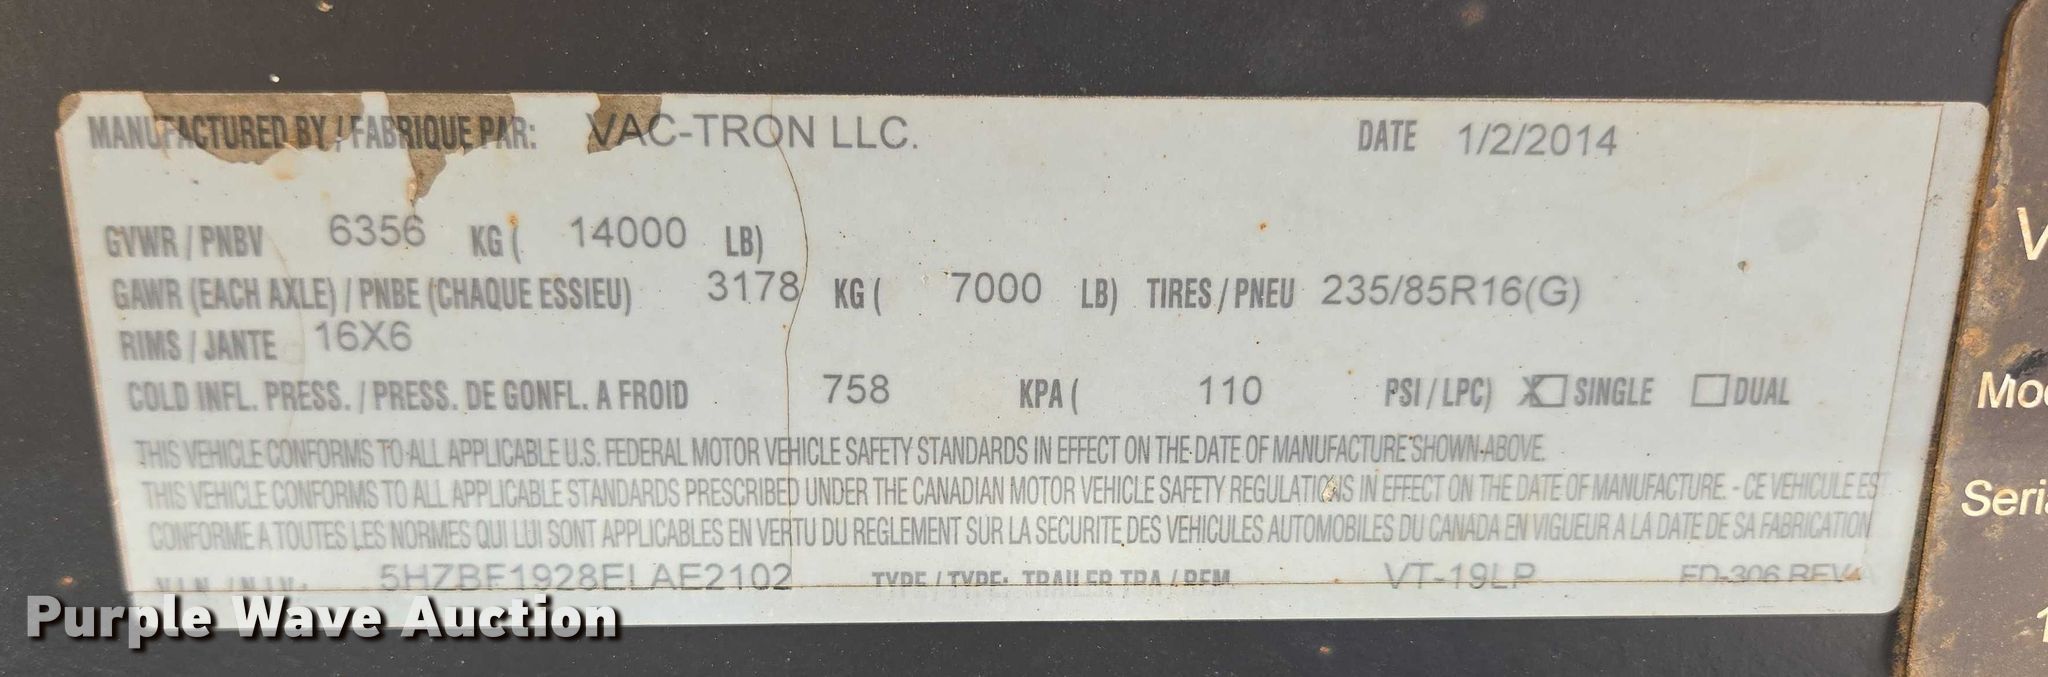 MANUFACTURED BY / FABRIQUE PAR: VAC-TRON LLC. DATE 1/2/2014
GVWR / PNBV 6356 KG ( 14000 LB)
GAWR (EACH AXLE) / PNBE (CHAQUE ESSIEU) 3178 KG ( 7000 LB) TIRES / PNEU 235/85R16(G)
RIMS / JANTE 16X6
COLD INFL. PRESS. / PRESS. DE GONFL. A FROID 758 KPA ( 110 PSI / LPC) X SINGLE DUAL
THIS VEHICLE CONFORMS TO ALL APPLICABLE U.S. FEDERAL MOTOR VEHICLE SAFETY STANDARDS IN EFFECT ON THE DATE OF MANUFACTURE SHOWN ABOVE.
THIS VEHICLE CONFORMS TO ALL APPLICABLE STANDARDS PRESCRIBED UNDER THE CANADIAN MOTOR VEHICLE SAFETY REGULATIONS IN EFFECT ON THE DATE OF MANUFACTURE. - CE VEHICULE ES
CONFORME A TOUTES LES NORMES QUI LUI SONT APPLICABLES EN VERTU DU REGLEMENT SUR LA SECURITE DES VEHICULES AUTOMOBILES DU CANADA EN VIGUEUR A LA DATE DE SA FABRICATION
V.I.N. / N.I.V.: TYPE / TYPE: TRAILER TRA / REM VT-19LP FD-306 REV
Purple Wave Auction